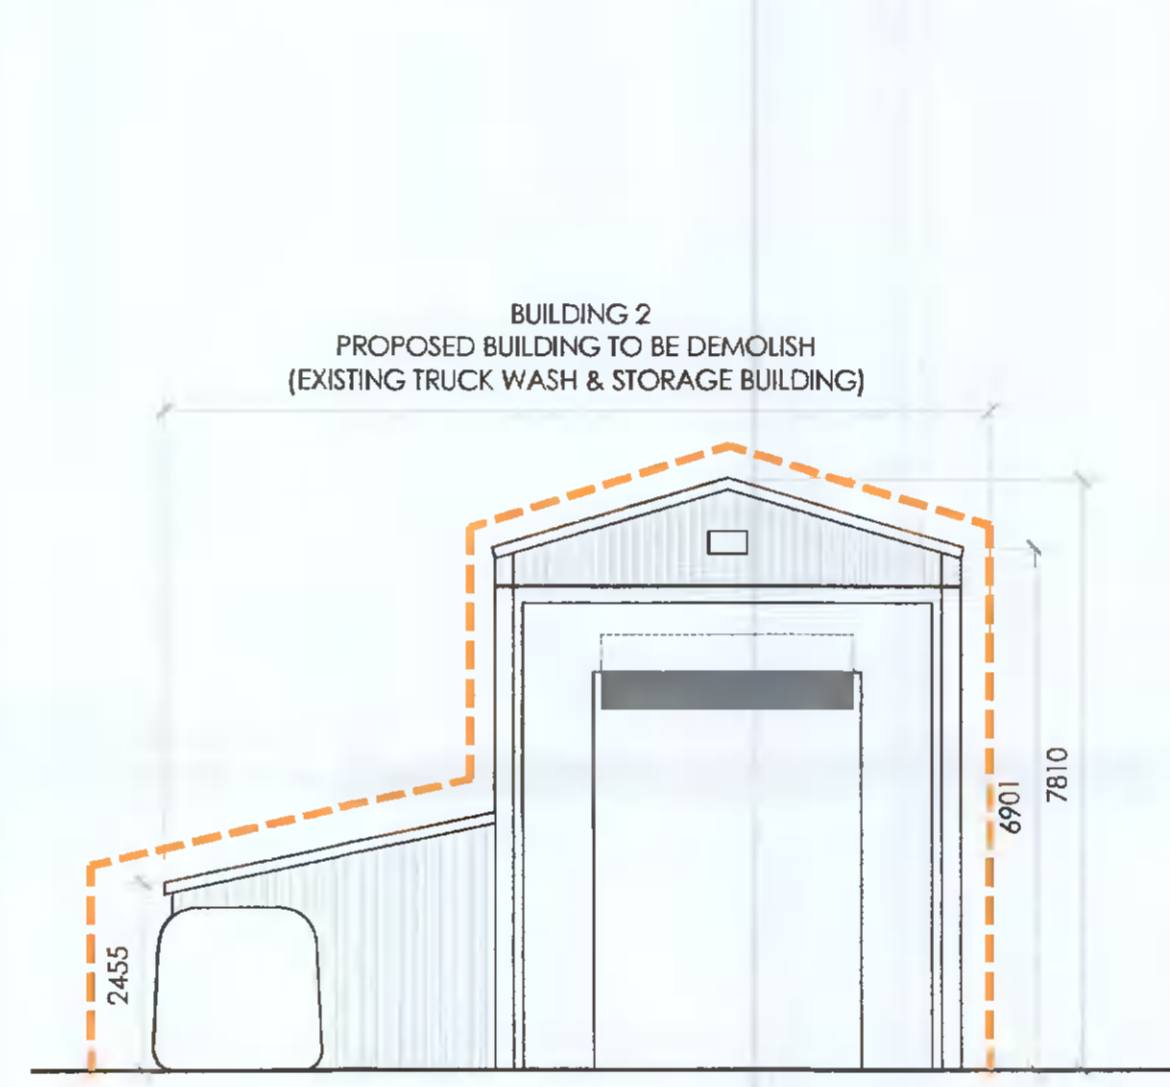 BUILDING 2
PROPOSED BUILDING TO BE DEMOLISH
(EXISTING TRUCK WASH & STORAGE BUILDING)
7810
6901
2455